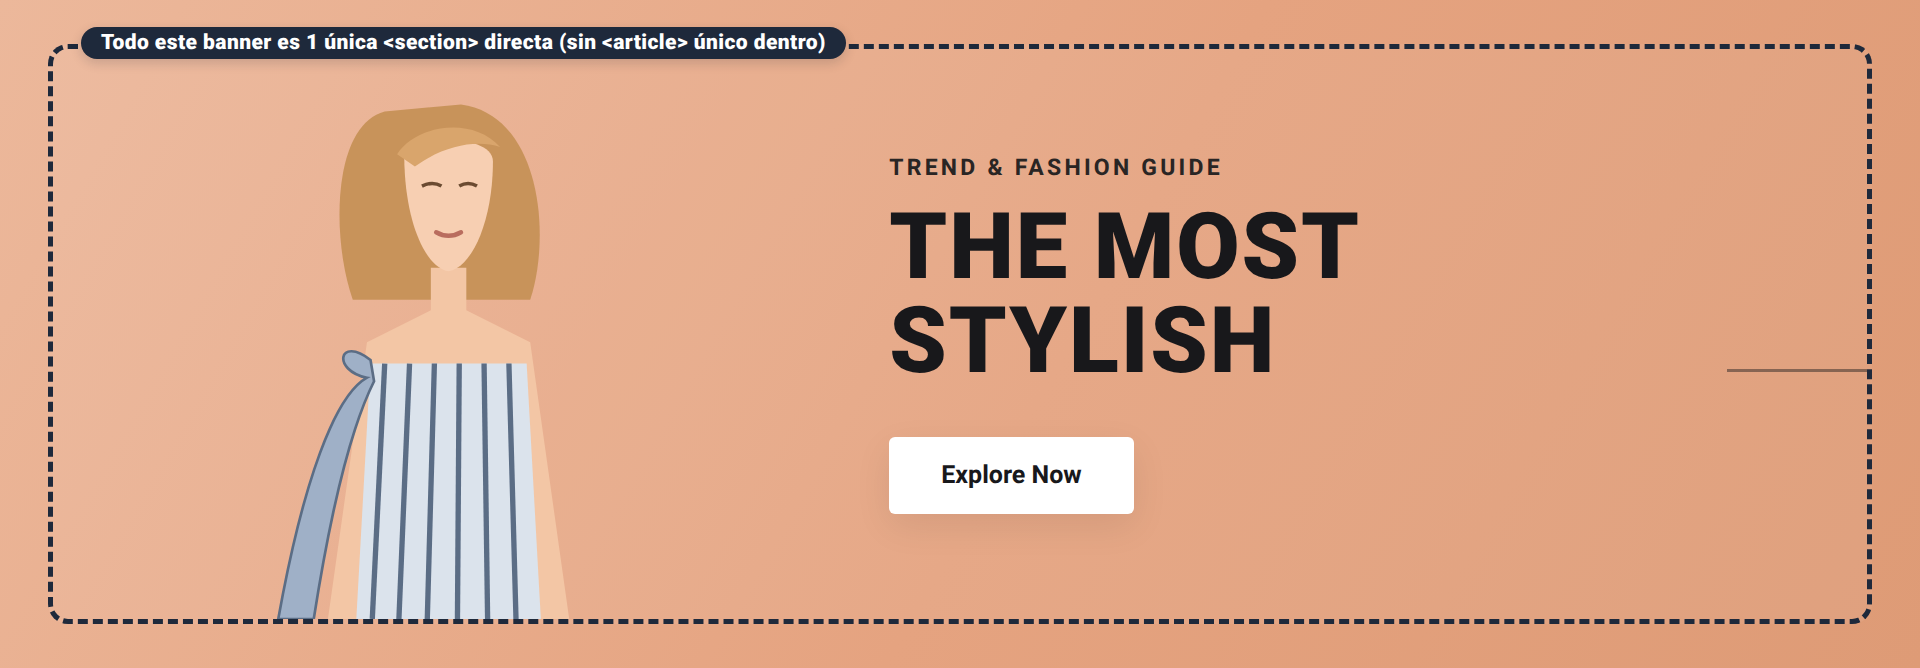 Todo este banner es 1 única <section> directa (sin <article> único dentro)
TREND & FASHION GUIDE
THE MOST
STYLISH
Explore Now